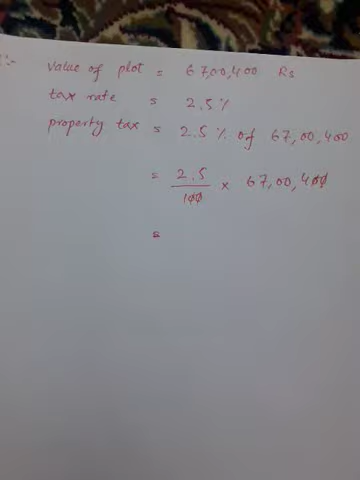 :-
value of plot = 67,00,400 Rs
tax rate = 2.5%
property tax = 2.5% of 67,00,400
= 2.5/100 x 67,00,400
=